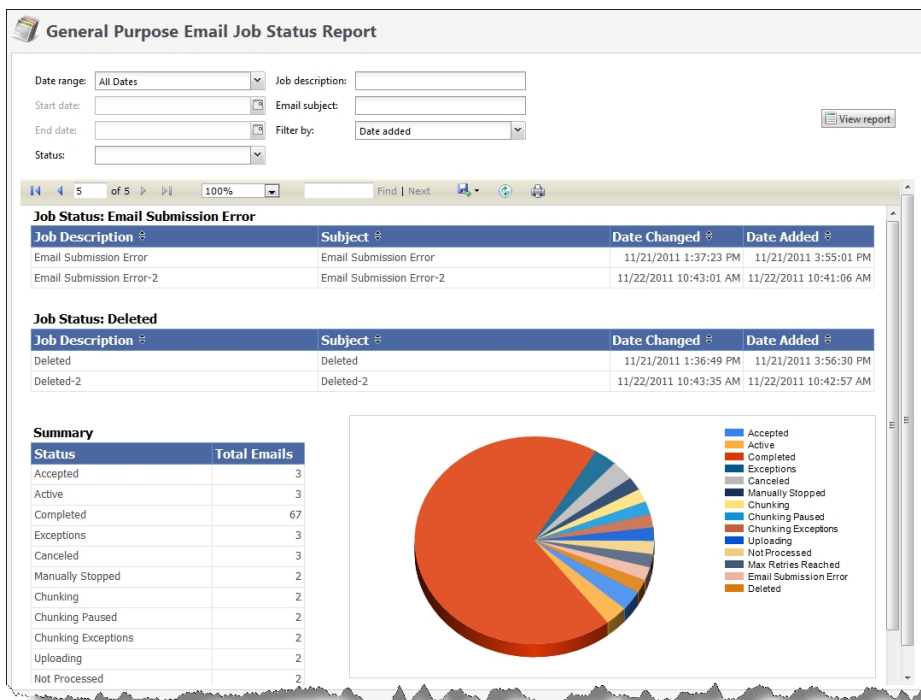 General Purpose Email Job Status Report
Date range: All Dates Job description:
Start date: Email subject:
End date: Filter by: Date added
View report
Status:
5 of 5 100% Find | Next
Job Status: Email Submission Error
Job Description Subject Date Changed Date Added
Email Submission Error Email Submission Error 11/21/2011 1:37:23 PM 11/21/2011 3:55:01 PM
Email Submission Error-2 Email Submission Error-2 11/22/2011 10:43:01 AM 11/22/2011 10:41:06 AM
Job Status: Deleted
Job Description Subject Date Changed Date Added
Deleted Deleted 11/21/2011 1:36:49 PM 11/21/2011 3:56:30 PM
Deleted-2 Deleted-2 11/22/2011 10:43:35 AM 11/22/2011 10:42:57 AM
Summary
Status Total Emails
Accepted 3
Active 3
Completed 67
Exceptions 3
Canceled 3
Manually Stopped 2
Chunking 2
Chunking Paused 2
Chunking Exceptions 2
Uploading 2
Not Processed 2
Accepted
Active
Completed
Exceptions
Canceled
Manually Stopped
Chunking
Chunking Paused
Chunking Exceptions
Uploading
Not Processed
Max Retries Reached
Email Submission Error
Deleted